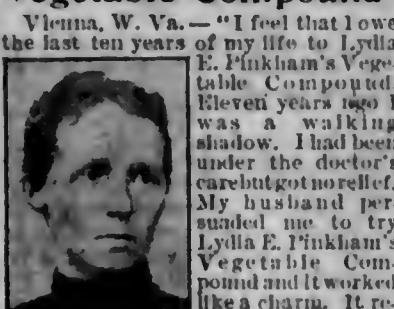 Vegetable Compound
Vienna, W. Va. — "I feel that I owe
the last ten years of my life to Lydia
E. Pinkham's Vege-
table Compound.
Eleven years ago I
was a walking
shadow. I had been
under the doctor's
care but got no relief.
My husband per-
suaded me to try
Lydia E. Pinkham's
Vegetable Com-
pound and it worked
like a charm. It re-